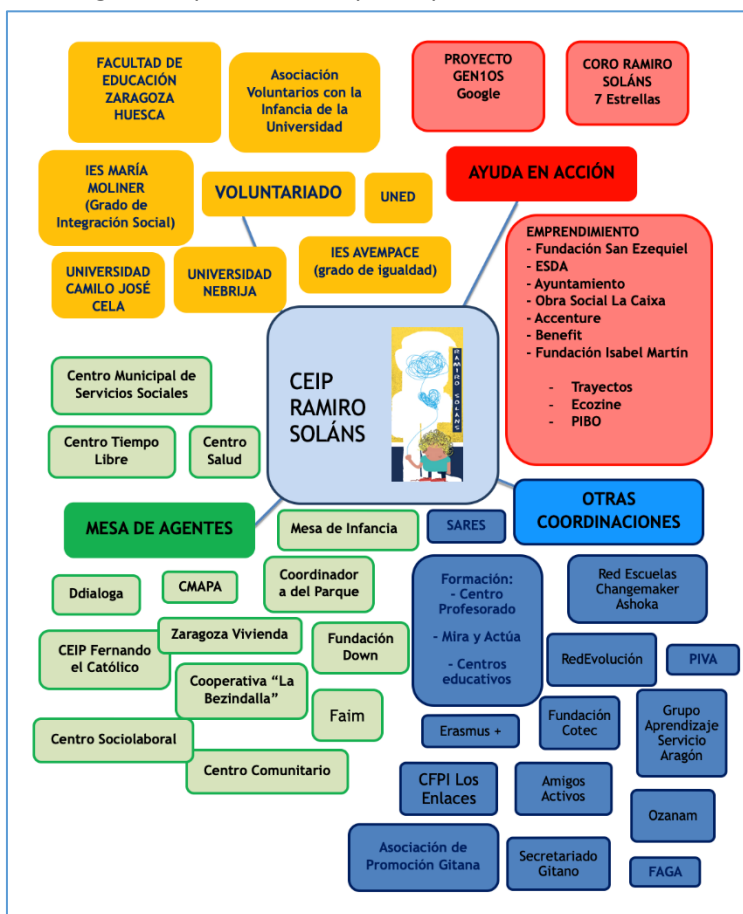 FACULTAD DE
EDUCACIÓN
ZARAGOZA
HUESCA
Asociación
Voluntarios con la
Infancia de la
Universidad
PROYECTO
GEN1OS
Google
CORO RAMIRO
SOLÁNS
7 Estrellas
IES MARÍA
MOLINER
(Grado de
Integración Social)
VOLUNTARIADO
UNED
AYUDA EN ACCIÓN
UNIVERSIDAD
CAMILO JOSÉ
CELA
UNIVERSIDAD
NEBRIJA
IES AVEMPACE
(grado de igualdad)
EMPRENDIMIENTO
- Fundación San Ezequiel
- ESDA
- Ayuntamiento
- Obra Social La Caixa
- Accenture
- Benefit
- Fundación Isabel Martín
- Trayectos
- Ecozine
- PIBO
CEIP
RAMIRO
SOLÁNS
RAMIRO SOLÁNS
Centro Municipal de
Servicios Sociales
Centro Tiempo
Libre
Centro
Salud
MESA DE AGENTES
Mesa de Infancia
SARES
OTRAS
COORDINACIONES
Ddialoga
CMAPA
Coordinador
a del Parque
CEIP Fernando
el Católico
Zaragoza Vivienda
Fundación
Down
Cooperativa “La
Bezindalla”
Faim
Centro Sociolaboral
Centro Comunitario
Formación:
- Centro
Profesorado
- Mira y Actúa
- Centros
educativos
Red Escuelas
Changemaker
Ashoka
RedEvolución
PIVA
Erasmus +
Fundación
Cotec
Grupo
Aprendizaje
Servicio
Aragón
CFPI Los
Enlaces
Amigos
Activos
Ozanam
Asociación de
Promoción Gitana
Secretariado
Gitano
FAGA